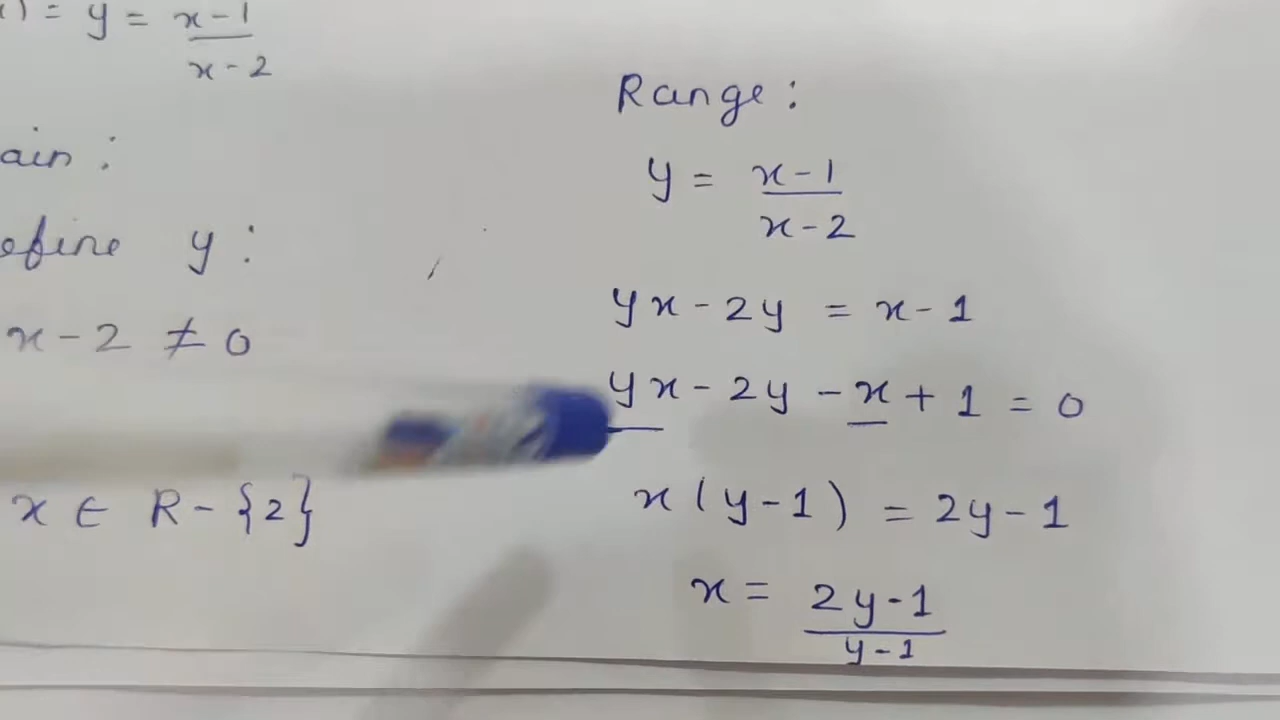 ) = y = x-1
x-2
ain :
efine y :
x-2 ≠ 0
x ∈ R-{2}
Range :
y = x-1
x-2
yx-2y = x-1
yx-2y-x+1=0
x(y-1) = 2y-1
x = 2y-1
y-1